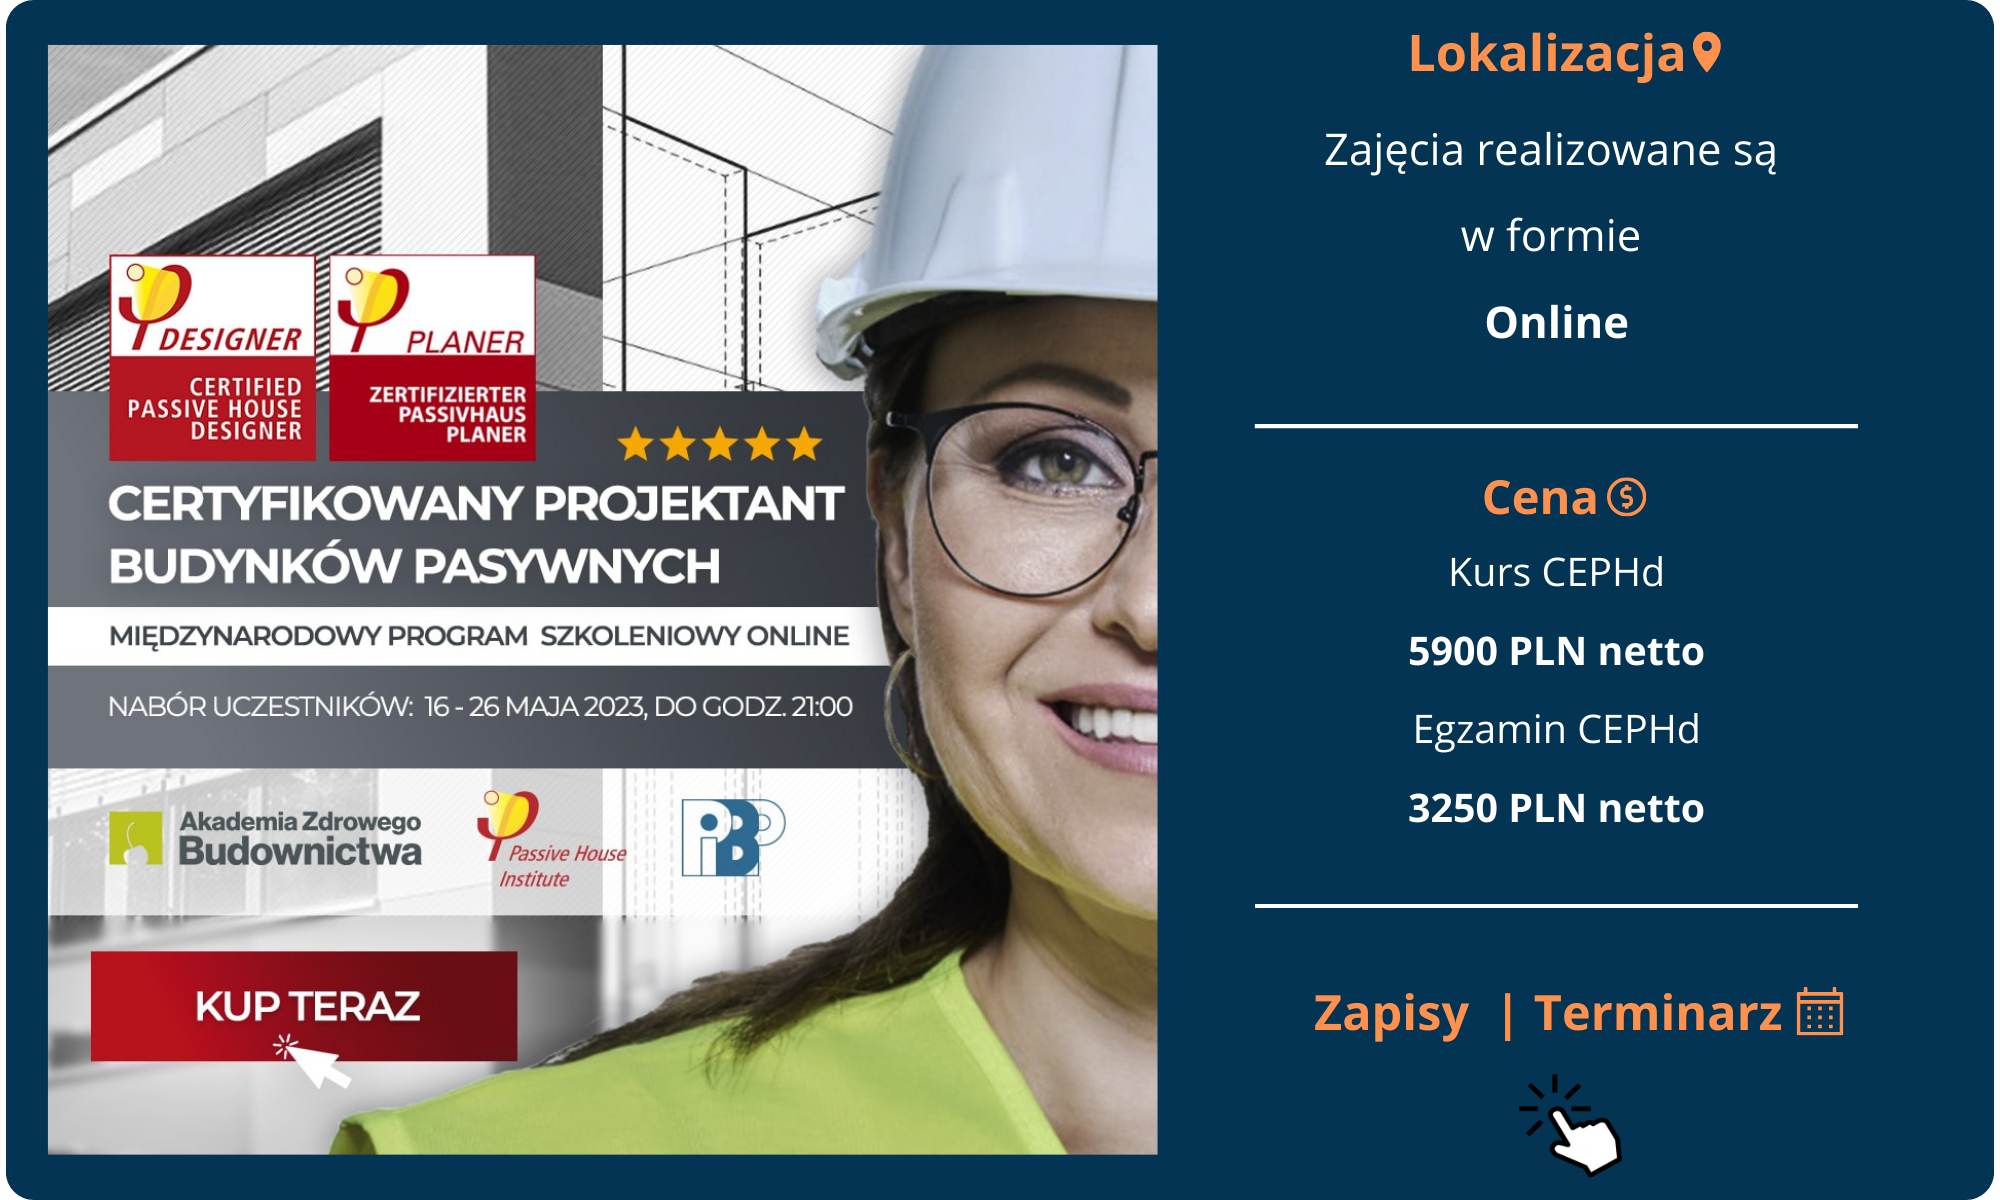 DESIGNER
CERTIFIED
PASSIVE HOUSE
DESIGNER
PLANER
ZERTIFIZIERTER
PASSIVHAUS
PLANER
CERTYFIKOWANY PROJEKTANT
BUDYNKÓW PASYWNYCH
MIĘDZYNARODOWY PROGRAM SZKOLENIOWY ONLINE
NABÓR UCZESTNIKÓW: 16 - 26 MAJA 2023, DO GODZ. 21:00
Akademia Zdrowego
Budownictwa
Passive House
Institute
PiBP
KUP TERAZ
Lokalizacja
Zajęcia realizowane są
w formie
Online
Cena
Kurs CEPHd
5900 PLN netto
Egzamin CEPHd
3250 PLN netto
Zapisy | Terminarz